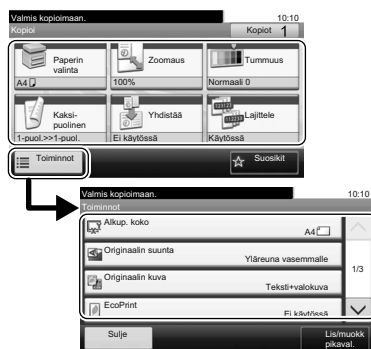 Valmis kopioimaan. 10:10
Kopioi Kopiot 1
Paperin valinta
A4
Zoomaus
100%
Tummuus
Normaali 0
Kaksi-
puolinen
1-puol.>>1-puol.
Yhdistää
Ei käytössä
Lajittele
Käytössä
Toiminnot
Suosikit
Valmis kopioimaan. 10:10
Toiminnot
Alkup. koko
A4
Originaalin suunta
Yläreuna vasemmalle
Originaalin kuva
Teksti+valokuva
EcoPrint
Ei käytössä
1/3
Sulje
Lis/muokk
pikaval.